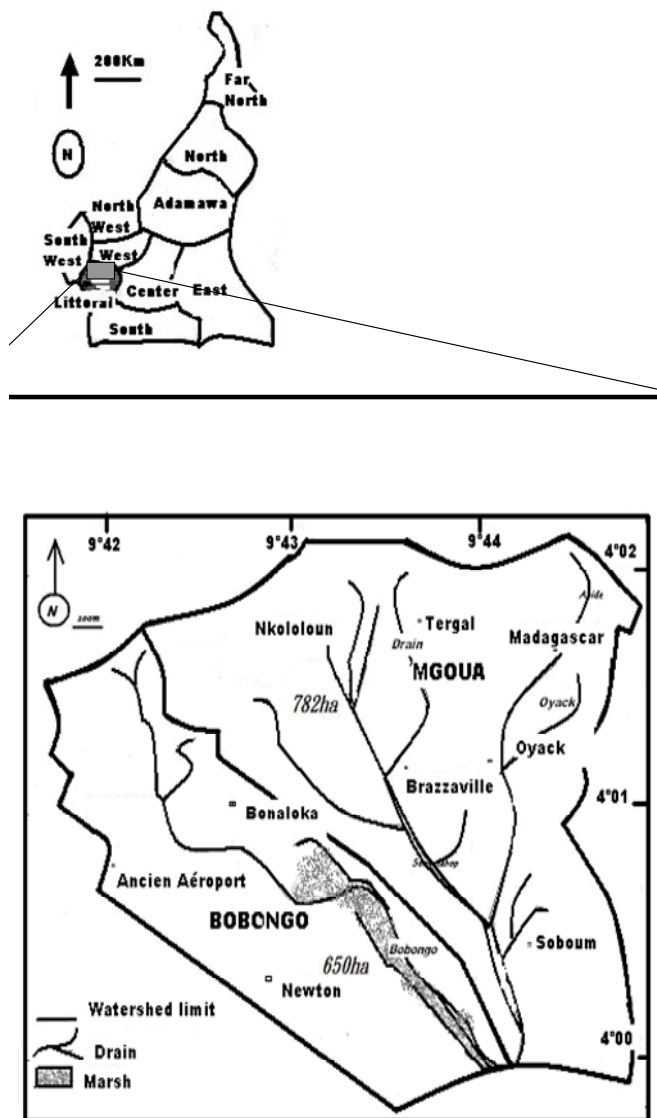 200Km
Far
North
N
North
Adamawa
North
West
South
West
West
Center
East
Littoral
South
9°42
9°43
9°44
4°02
N
Nkololoun
Tergal
Drain
Madagascar
MGOUA
782ha
Oyack
Oyack
Brazzaville
4°01
Bonaloka
Ancien Aéroport
BOBONGO
Bobongo
Soboum
650ha
Newton
Watershed limit
4°00
Drain
Marsh